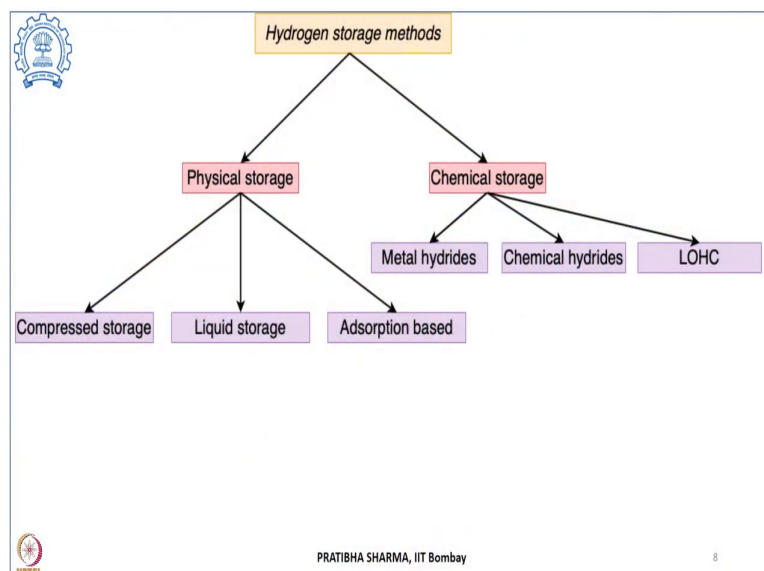 Hydrogen storage methods
Physical storage
Chemical storage
Metal hydrides
Chemical hydrides
LOHC
Compressed storage
Liquid storage
Adsorption based
PRATIBHA SHARMA, IIT Bombay
8